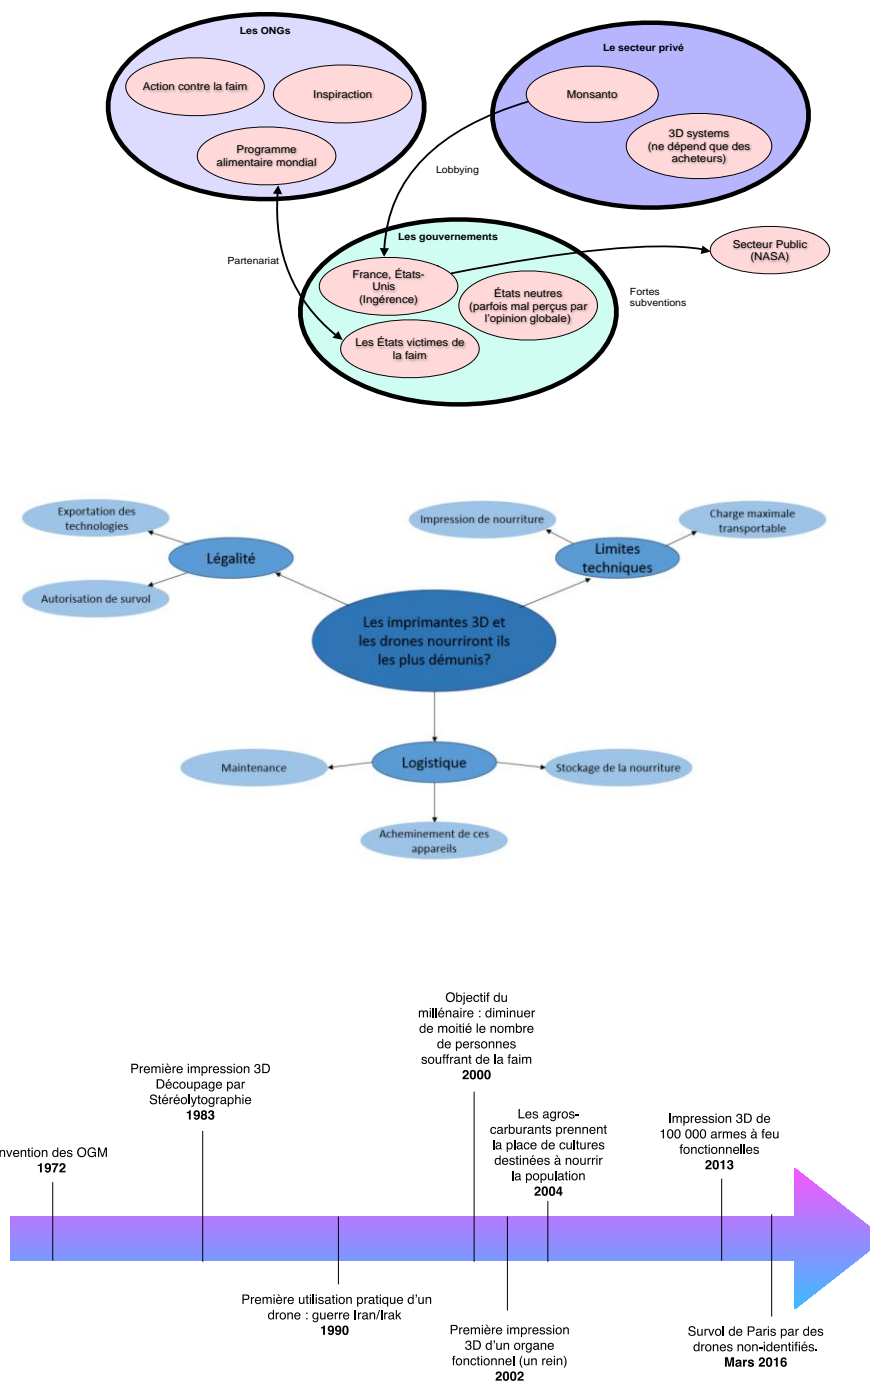 Les ONGs
Action contre la faim
Inspiraction
Programme
alimentaire mondial
Le secteur privé
Monsanto
3D systems
(ne dépend que des
acheteurs)
Lobbying
Partenariat
Les gouvernements
France, États-
Unis
(Ingérence)
États neutres
(parfois mal perçus par
l'opinion globale)
Les États victimes de
la faim
Secteur Public
(NASA)
Fortes
subventions
Exportation des
technologies
Légalité
Autorisation de survol
Impression de nourriture
Charge maximale
transportable
Limites
techniques
Les imprimantes 3D et
les drones nourriront ils
les plus démunis?
Logistique
Maintenance
Stockage de la nourriture
Acheminement de ces
appareils
nvention des OGM
1972
Première impression 3D
Découpage par
Stéréolytographie
1983
Première utilisation pratique d'un
drone : guerre Iran/Irak
1990
Objectif du
millénaire : diminuer
de moitié le nombre
de personnes
souffrant de la faim
2000
Première impression
3D d'un organe
fonctionnel (un rein)
2002
Les agros-
carburants prennent
la place de cultures
destinées à nourrir
la population
2004
Impression 3D de
100 000 armes à feu
fonctionnelles
2013
Survol de Paris par des
drones non-identifiés.
Mars 2016